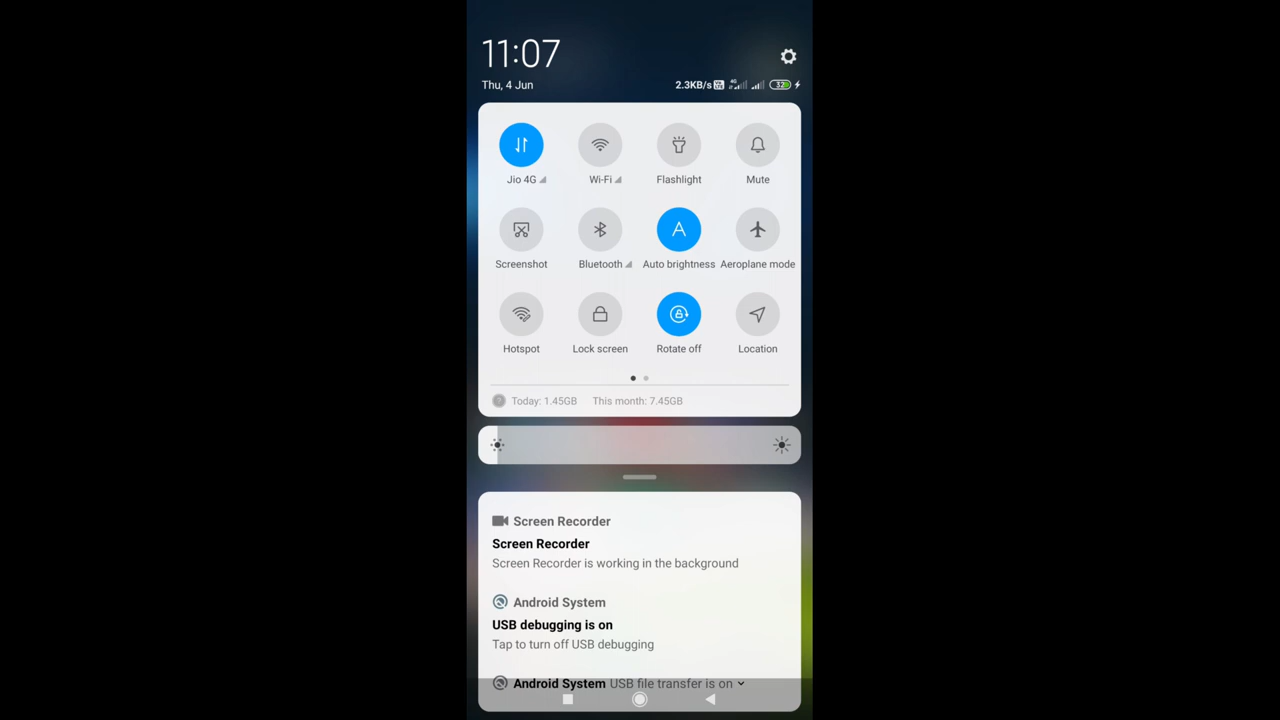 11:07
Thu, 4 Jun
2.3KB/s 4G 32
Jio 4G Wi-Fi Flashlight Mute
Screenshot Bluetooth Auto brightness Aeroplane mode
Hotspot Lock screen Rotate off Location
Today: 1.45GB This month: 7.45GB
Screen Recorder
Screen Recorder
Screen Recorder is working in the background
Android System
USB debugging is on
Tap to turn off USB debugging
Android System USB file transfer is on